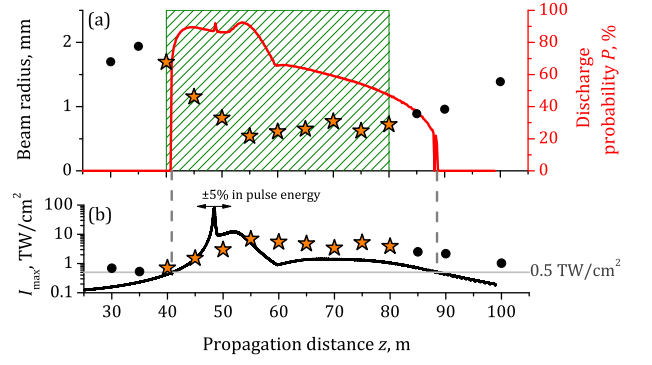 (a)
Beam radius, mm
2
1
0
100
80
60
40
20
0
Discharge
probability P, %
±5% in pulse energy
(b)
I_max, TW/cm²
100
10
1
0.1
0.5 TW/cm²
30 40 50 60 70 80 90 100
Propagation distance z, m